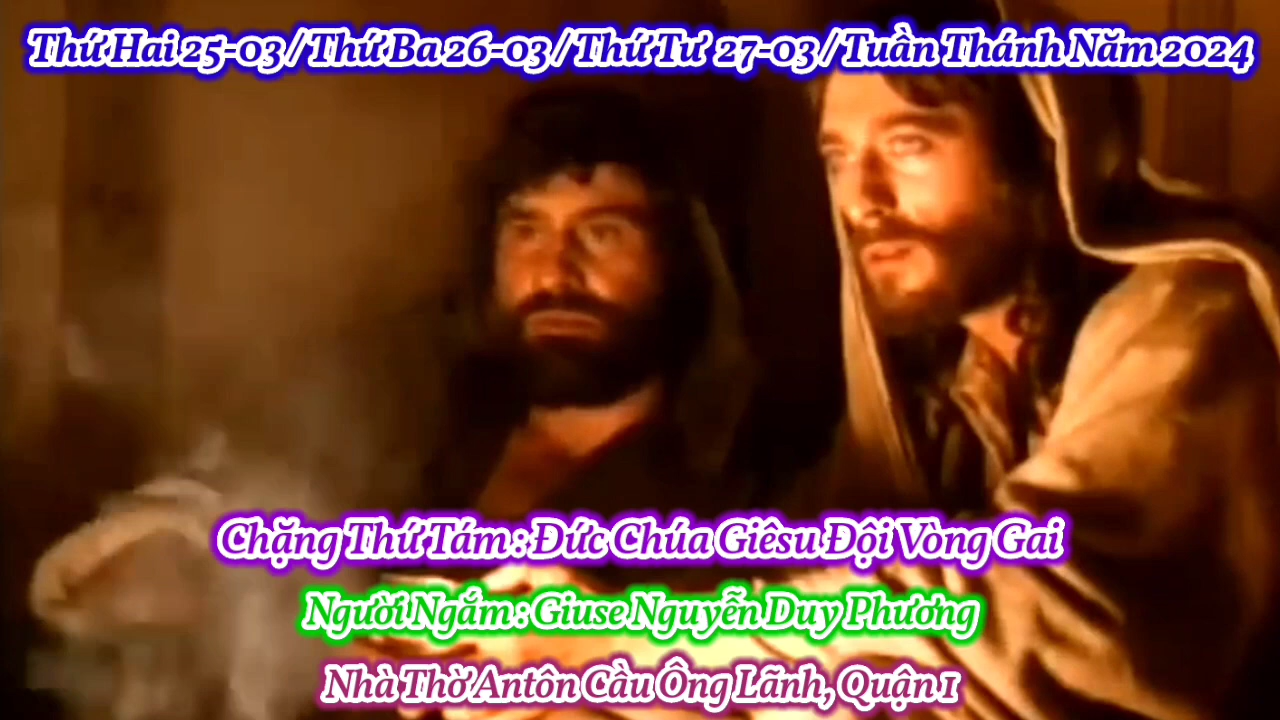 Thứ Hai 25-03 / Thứ Ba 26-03 / Thứ Tư 27-03 / Tuần Thánh Năm 2024
Chặng Thứ Tám : Đức Chúa Giêsu Đội Vòng Gai
Người Ngắm : Giuse Nguyễn Duy Phương
Nhà Thờ Antôn Cầu Ông Lãnh, Quận 1